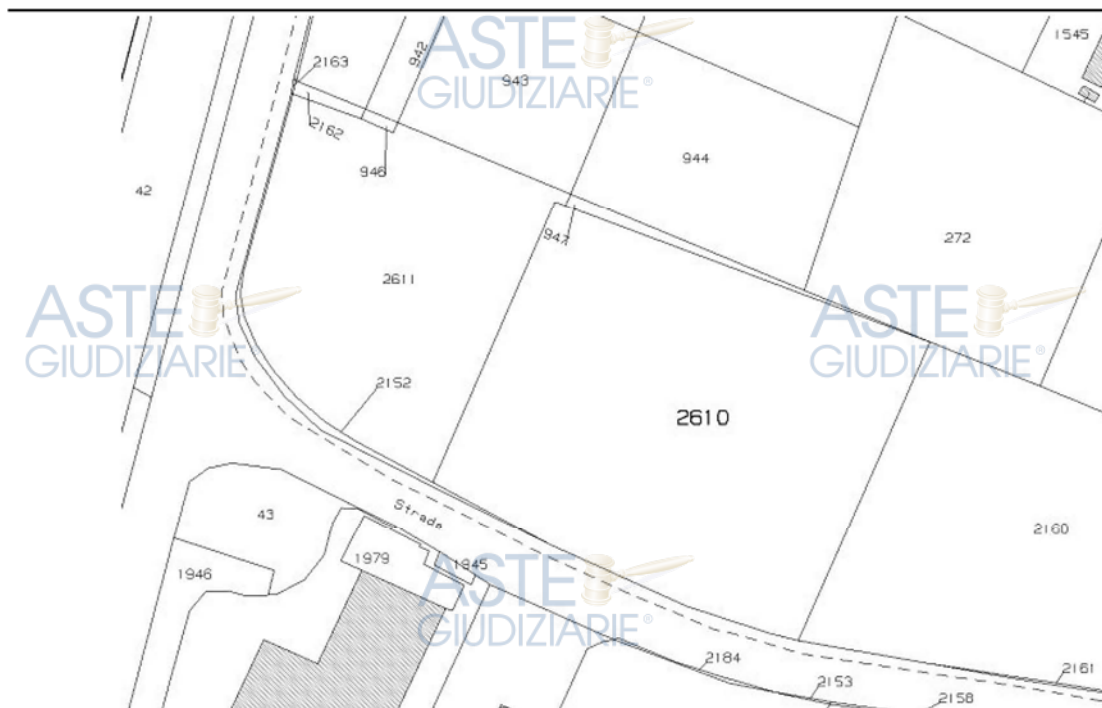 ASTE
GIUDIZIARIE®
1545
942
2163
943
2162
944
946
42
947
272
2611
ASTE
GIUDIZIARIE
ASTE
GIUDIZIARIE®
2152
2610
Strada
43
2160
1979
1945
1946
ASTE
GIUDIZIARIE®
2184
2161
2153
2158